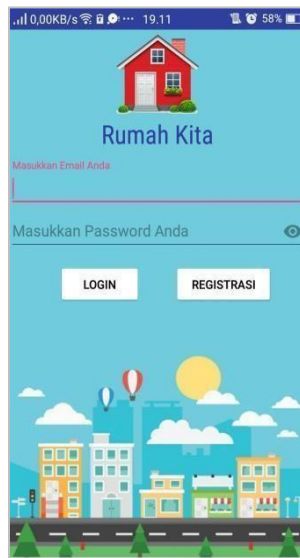 0,00KB/s ... 19.11 58%
Rumah Kita
Masukkan Email Anda
Masukkan Password Anda
LOGIN REGISTRASI